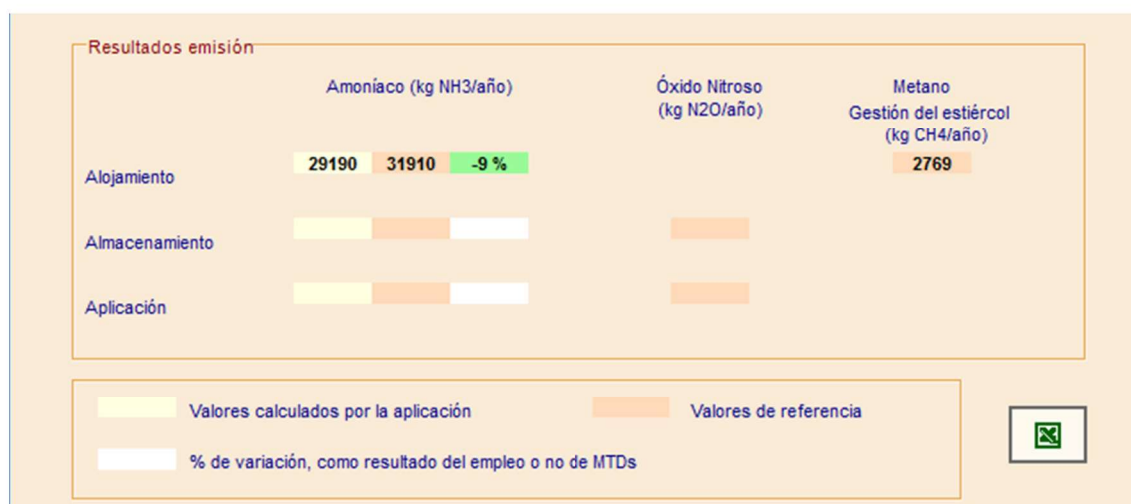 Resultados emisión
Amoníaco (kg NH3/año)
Óxido Nitroso
(kg N2O/año)
Metano
Gestión del estiércol
(kg CH4/año)
Alojamiento
29190 31910 -9 %
2769
Almacenamiento
Aplicación
Valores calculados por la aplicación
Valores de referencia
% de variación, como resultado del empleo o no de MTDs